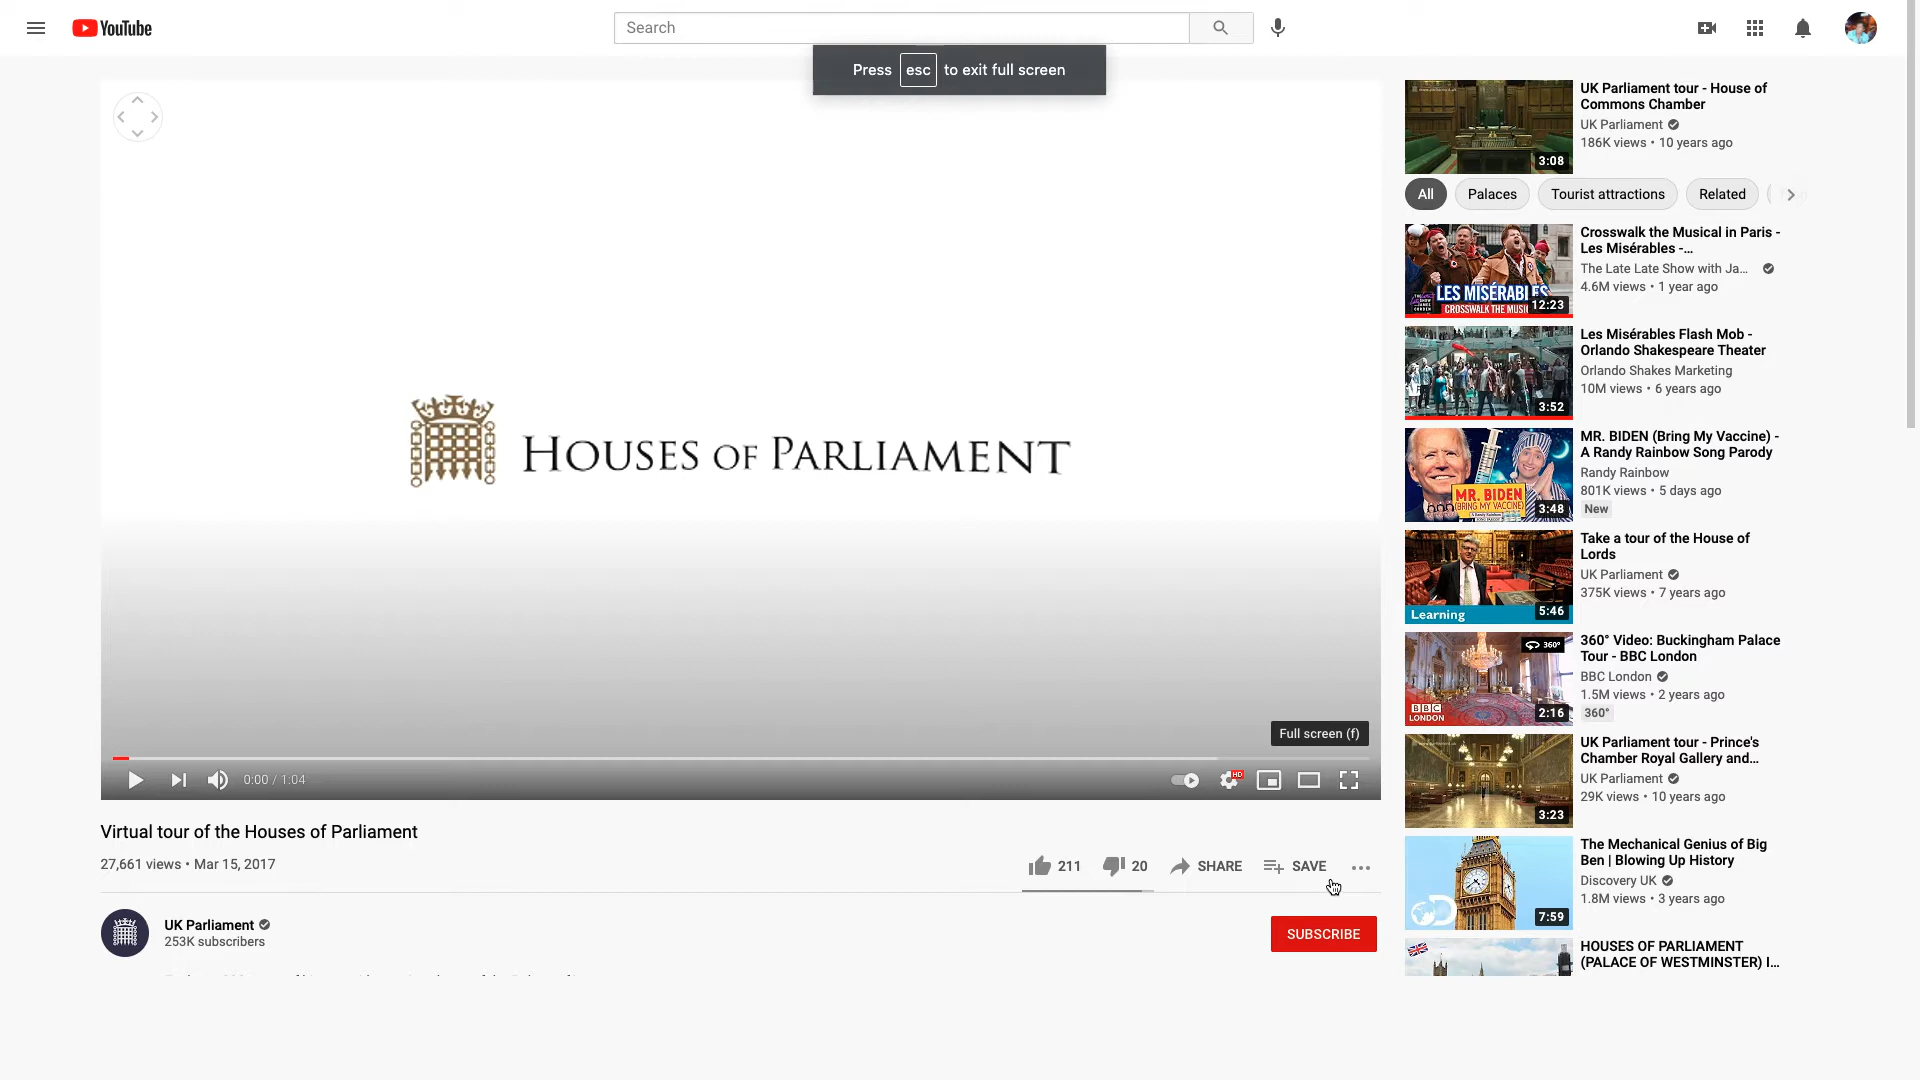 YouTube
Search
Press esc to exit full screen
HOUSES OF PARLIAMENT
Full screen (f)
0:00 / 1:04
HD
Virtual tour of the Houses of Parliament
27,661 views • Mar 15, 2017
211
20
SHARE
SAVE
UK Parliament
253K subscribers
SUBSCRIBE
UK Parliament tour - House of
Commons Chamber
UK Parliament
186K views • 10 years ago
3:08
All
Palaces
Tourist attractions
Related
Crosswalk the Musical in Paris -
Les Misérables -...
The Late Late Show with Ja...
4.6M views • 1 year ago
LES MISÉRABLES
CROSSWALK THE
12:23
Les Misérables Flash Mob -
Orlando Shakespeare Theater
Orlando Shakes Marketing
10M views • 6 years ago
3:52
MR. BIDEN (Bring My Vaccine) -
A Randy Rainbow Song Parody
Randy Rainbow
801K views • 5 days ago
New
MR. BIDEN
(BRING MY VACCINE)
3:48
Take a tour of the House of
Lords
UK Parliament
375K views • 7 years ago
Learning
5:46
360° Video: Buckingham Palace
Tour - BBC London
BBC London
1.5M views • 2 years ago
360°
360°
BBC
LONDON
2:16
UK Parliament tour - Prince's
Chamber Royal Gallery and...
UK Parliament
29K views • 10 years ago
3:23
The Mechanical Genius of Big
Ben | Blowing Up History
Discovery UK
1.8M views • 3 years ago
7:59
HOUSES OF PARLIAMENT
(PALACE OF WESTMINSTER) I...